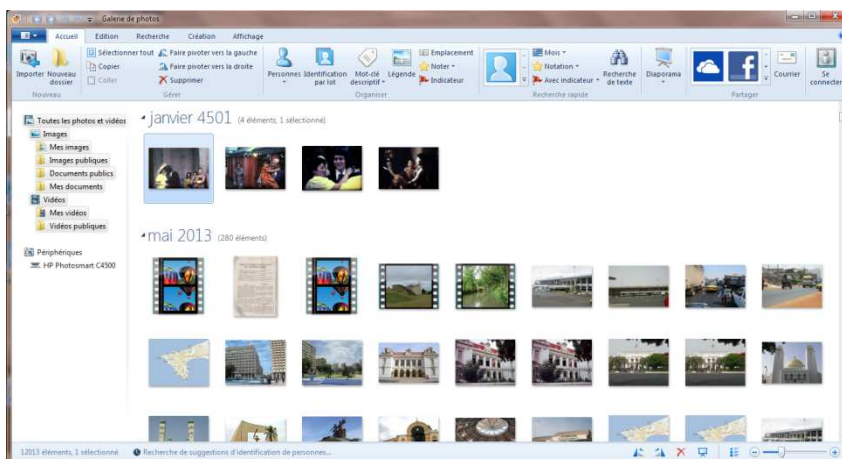 Galerie de photos
Accueil Edition Recherche Création Affichage
Importer
Nouveau dossier
Nouveau
Sélectionner tout
Copier
Coller
Faire pivoter vers la gauche
Faire pivoter vers la droite
Supprimer
Gérer
Personnes
Identification par lot
Mot-clé descriptif
Légende
Emplacement
Noter
Indicateur
Organiser
Mois
Notation
Avec indicateur
Recherche de texte
Recherche rapide
Diaporama
Courrier
Partager
Se connecter
Toutes les photos et vidéos
Images
Mes images
Images publiques
Documents publics
Mes documents
Vidéos
Mes vidéos
Vidéos publiques
Périphériques
HP Photosmart C4500
janvier 4501 (4 éléments, 1 sélectionné)
mai 2013 (280 éléments)
12013 éléments, 1 sélectionné
Recherche de suggestions d'identification de personnes...